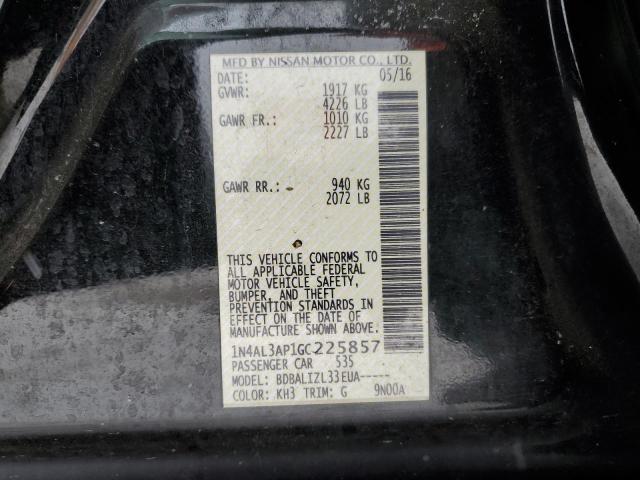 MFD BY NISSAN MOTOR CO., LTD.
DATE: 05/16
GVWR: 1917 KG
4226 LB
GAWR FR.: 1010 KG
2227 LB
GAWR RR.: 940 KG
2072 LB
THIS VEHICLE CONFORMS TO
ALL APPLICABLE FEDERAL
MOTOR VEHICLE SAFETY,
BUMPER, AND THEFT
PREVENTION STANDARDS IN
EFFECT ON THE DATE OF
MANUFACTURE SHOWN ABOVE.
1N4AL3AP1GC225857
PASSENGER CAR 535
MODEL: BDBALIZL33EUA-----
COLOR: KH3 TRIM: G 9N00A